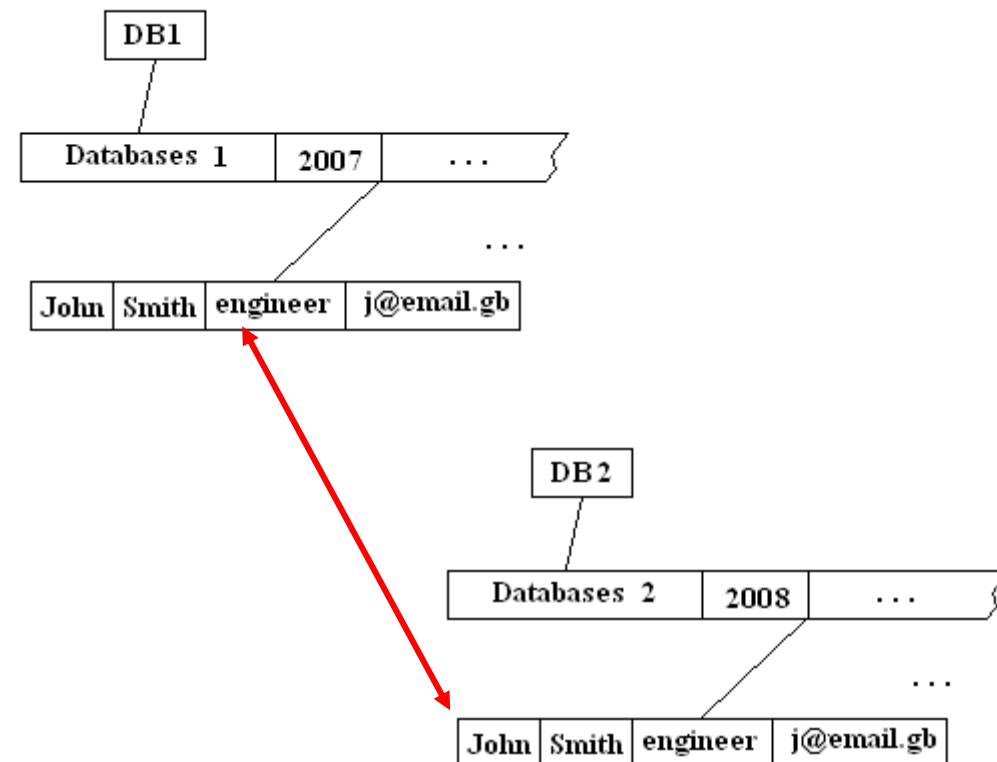 DB1
Databases 1 2007 . . .
. . .
John Smith engineer j@email.gb
DB2
Databases 2 2008 . . .
. . .
John Smith engineer j@email.gb